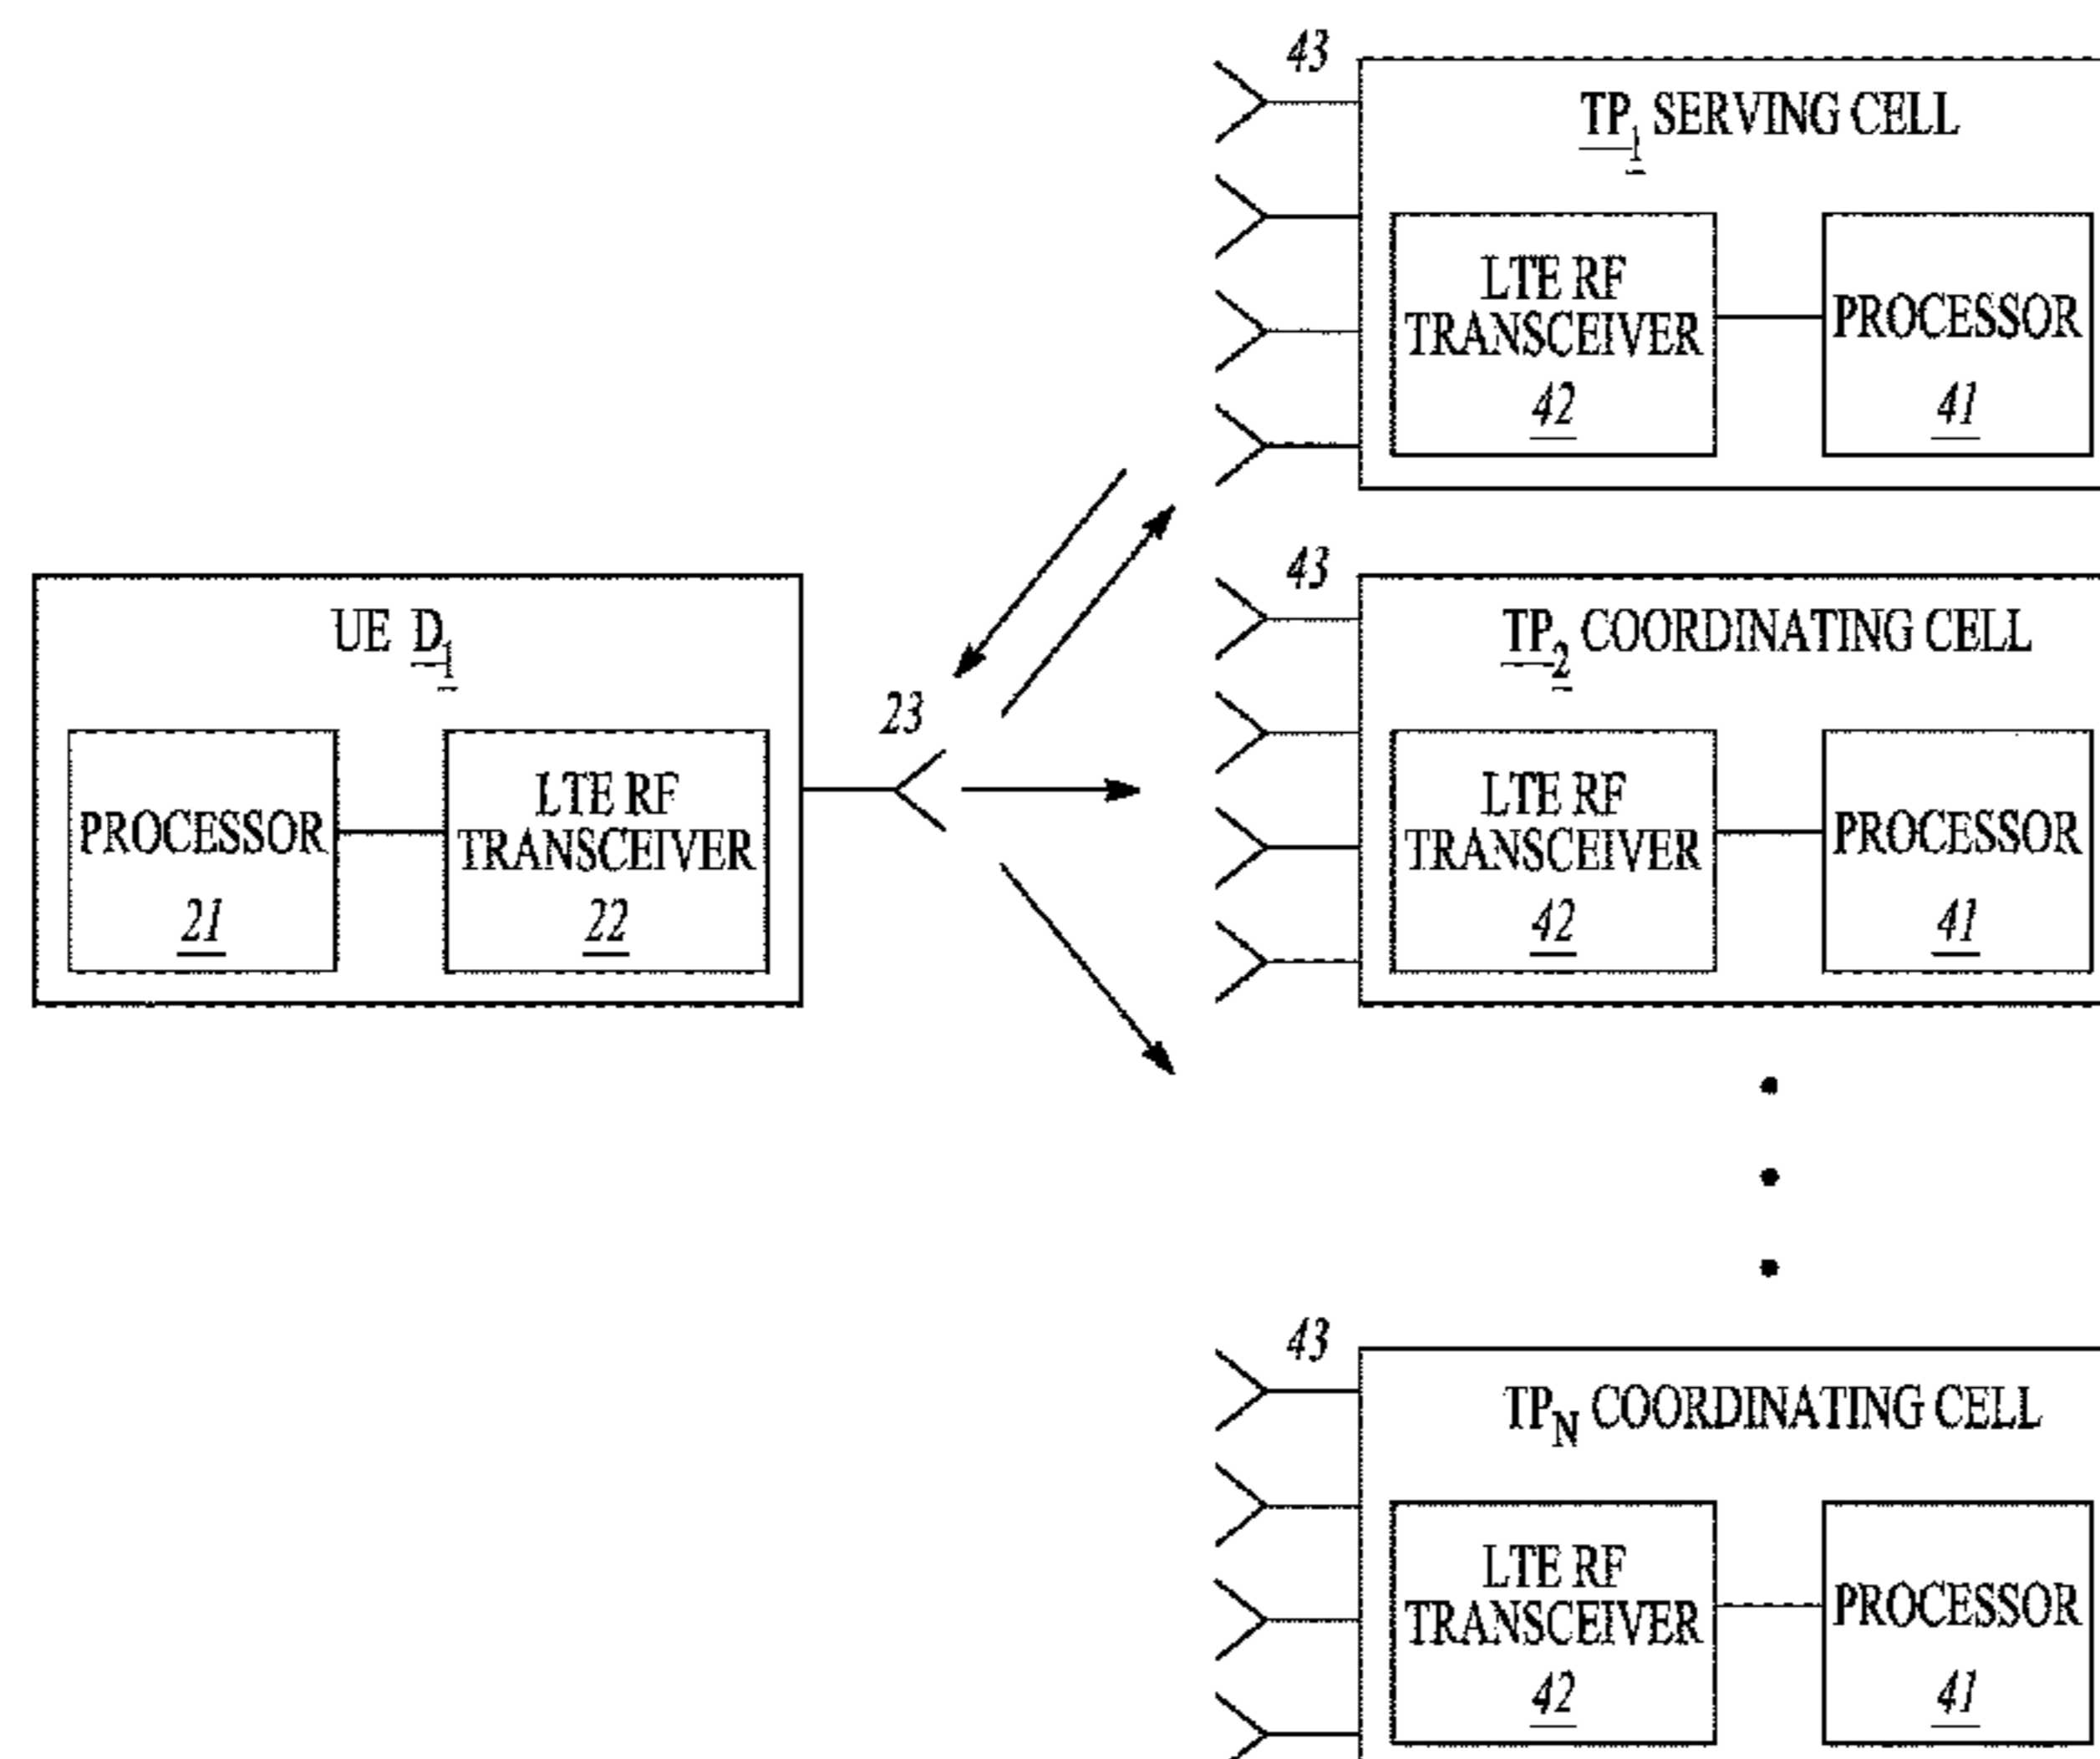 43
TP1 SERVING CELL
LTE RF
TRANSCEIVER
42
PROCESSOR
41
UE D1
PROCESSOR
21
LTE RF
TRANSCEIVER
22
23
43
TP2 COORDINATING CELL
LTE RF
TRANSCEIVER
42
PROCESSOR
41
43
TPN COORDINATING CELL
LTE RF
TRANSCEIVER
42
PROCESSOR
41